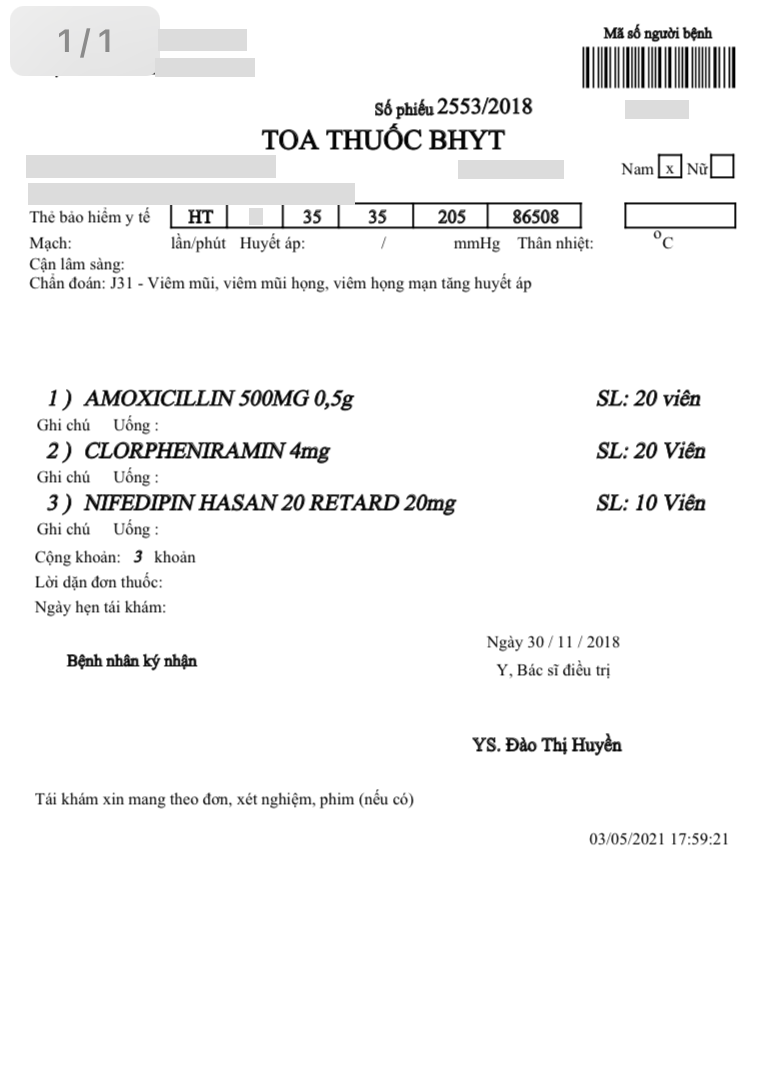 1/1
Mã số người bệnh
Số phiếu 2553/2018
TOA THUỐC BHYT
Nam x Nữ
Thẻ bảo hiểm y tế HT 35 35 205 86508
Mạch: lần/phút Huyết áp: / mmHg Thân nhiệt: ºC
Cận lâm sàng:
Chẩn đoán: J31 - Viêm mũi, viêm mũi họng, viêm họng mạn tăng huyết áp
1 ) AMOXICILLIN 500MG 0,5g SL: 20 viên
Ghi chú Uống :
2 ) CLORPHENIRAMIN 4mg SL: 20 Viên
Ghi chú Uống :
3 ) NIFEDIPIN HASAN 20 RETARD 20mg SL: 10 Viên
Ghi chú Uống :
Cộng khoản: 3 khoản
Lời dặn đơn thuốc:
Ngày hẹn tái khám:
Ngày 30 / 11 / 2018
Bệnh nhân ký nhận
Y, Bác sĩ điều trị
YS. Đào Thị Huyền
Tái khám xin mang theo đơn, xét nghiệm, phim (nếu có)
03/05/2021 17:59:21